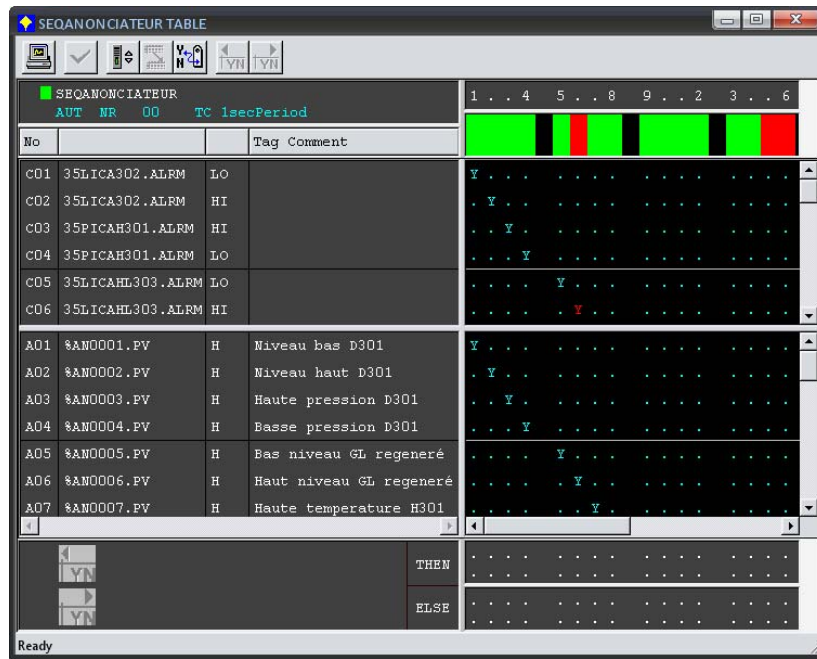 SEQANONCIATEUR TABLE
SEQANONCIATEUR
AUT NR 00 TC 1secPeriod
1 . . 4 5 . . 8 9 . . 2 3 . . 6
No Tag Comment
C01 35LICA302.ALRM LO Y . . . . . . . . . . . . . . .
C02 35LICA302.ALRM HI . Y . . . . . . . . . . . . . .
C03 35PICAH301.ALRM HI . . Y . . . . . . . . . . . . .
C04 35PICAH301.ALRM LO . . . Y . . . . . . . . . . . .
C05 35LICAHL303.ALRM LO . . . . Y . . . . . . . . . . .
C06 35LICAHL303.ALRM HI . . . . . Y . . . . . . . . . .
A01 %AN0001.PV H Niveau bas D301 Y . . . . . . . . . . . . . . .
A02 %AN0002.PV H Niveau haut D301 . Y . . . . . . . . . . . . . .
A03 %AN0003.PV H Haute pression D301 . . Y . . . . . . . . . . . . .
A04 %AN0004.PV H Basse pression D301 . . . Y . . . . . . . . . . . .
A05 %AN0005.PV H Bas niveau GL regeneré . . . . Y . . . . . . . . . . .
A06 %AN0006.PV H Haut niveau GL regeneré . . . . . Y . . . . . . . . . .
A07 %AN0007.PV H Haute temperature H301 . . . . . . Y . . . . . . . . .
YN THEN . . . . . . . . . . . . . . . .
YN ELSE . . . . . . . . . . . . . . . .
Ready